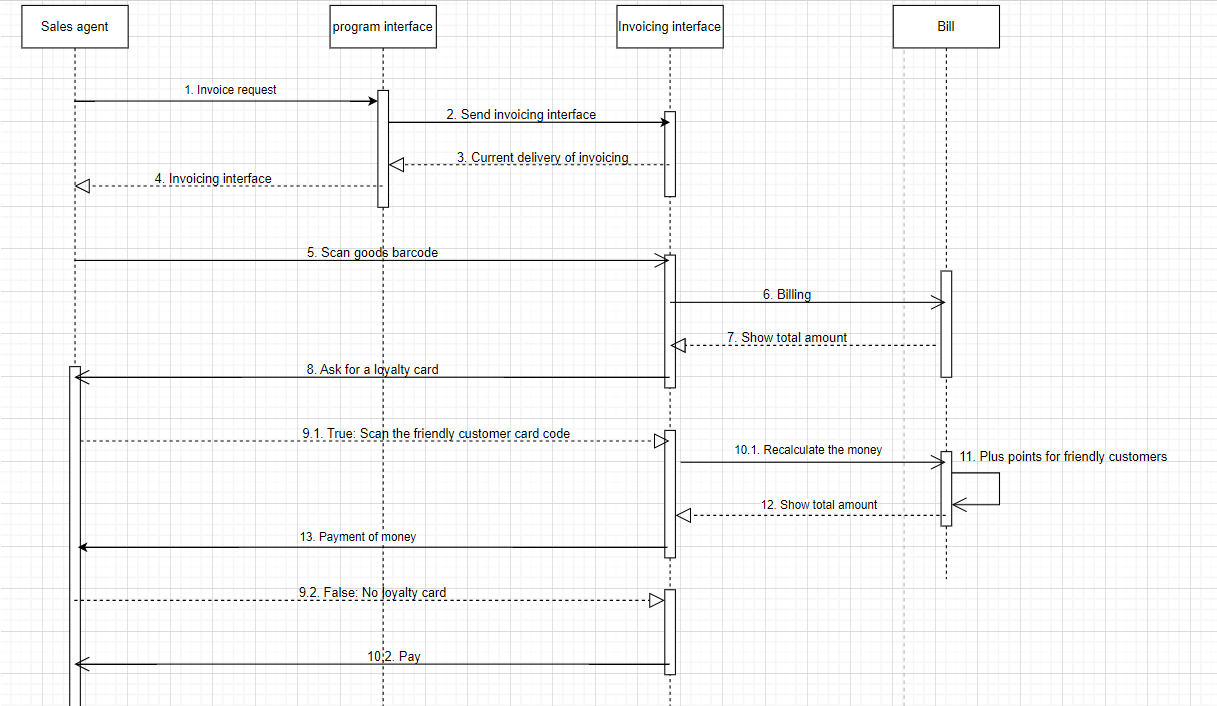 Sales agent
program interface
Invoicing interface
Bill
1. Invoice request
2. Send invoicing interface
3. Current delivery of invoicing
4. Invoicing interface
5. Scan goods barcode
6. Billing
7. Show total amount
8. Ask for a loyalty card
9.1. True: Scan the friendly customer card code
10.1. Recalculate the money
11. Plus points for friendly customers
12. Show total amount
13. Payment of money
9.2. False: No loyalty card
10.2. Pay